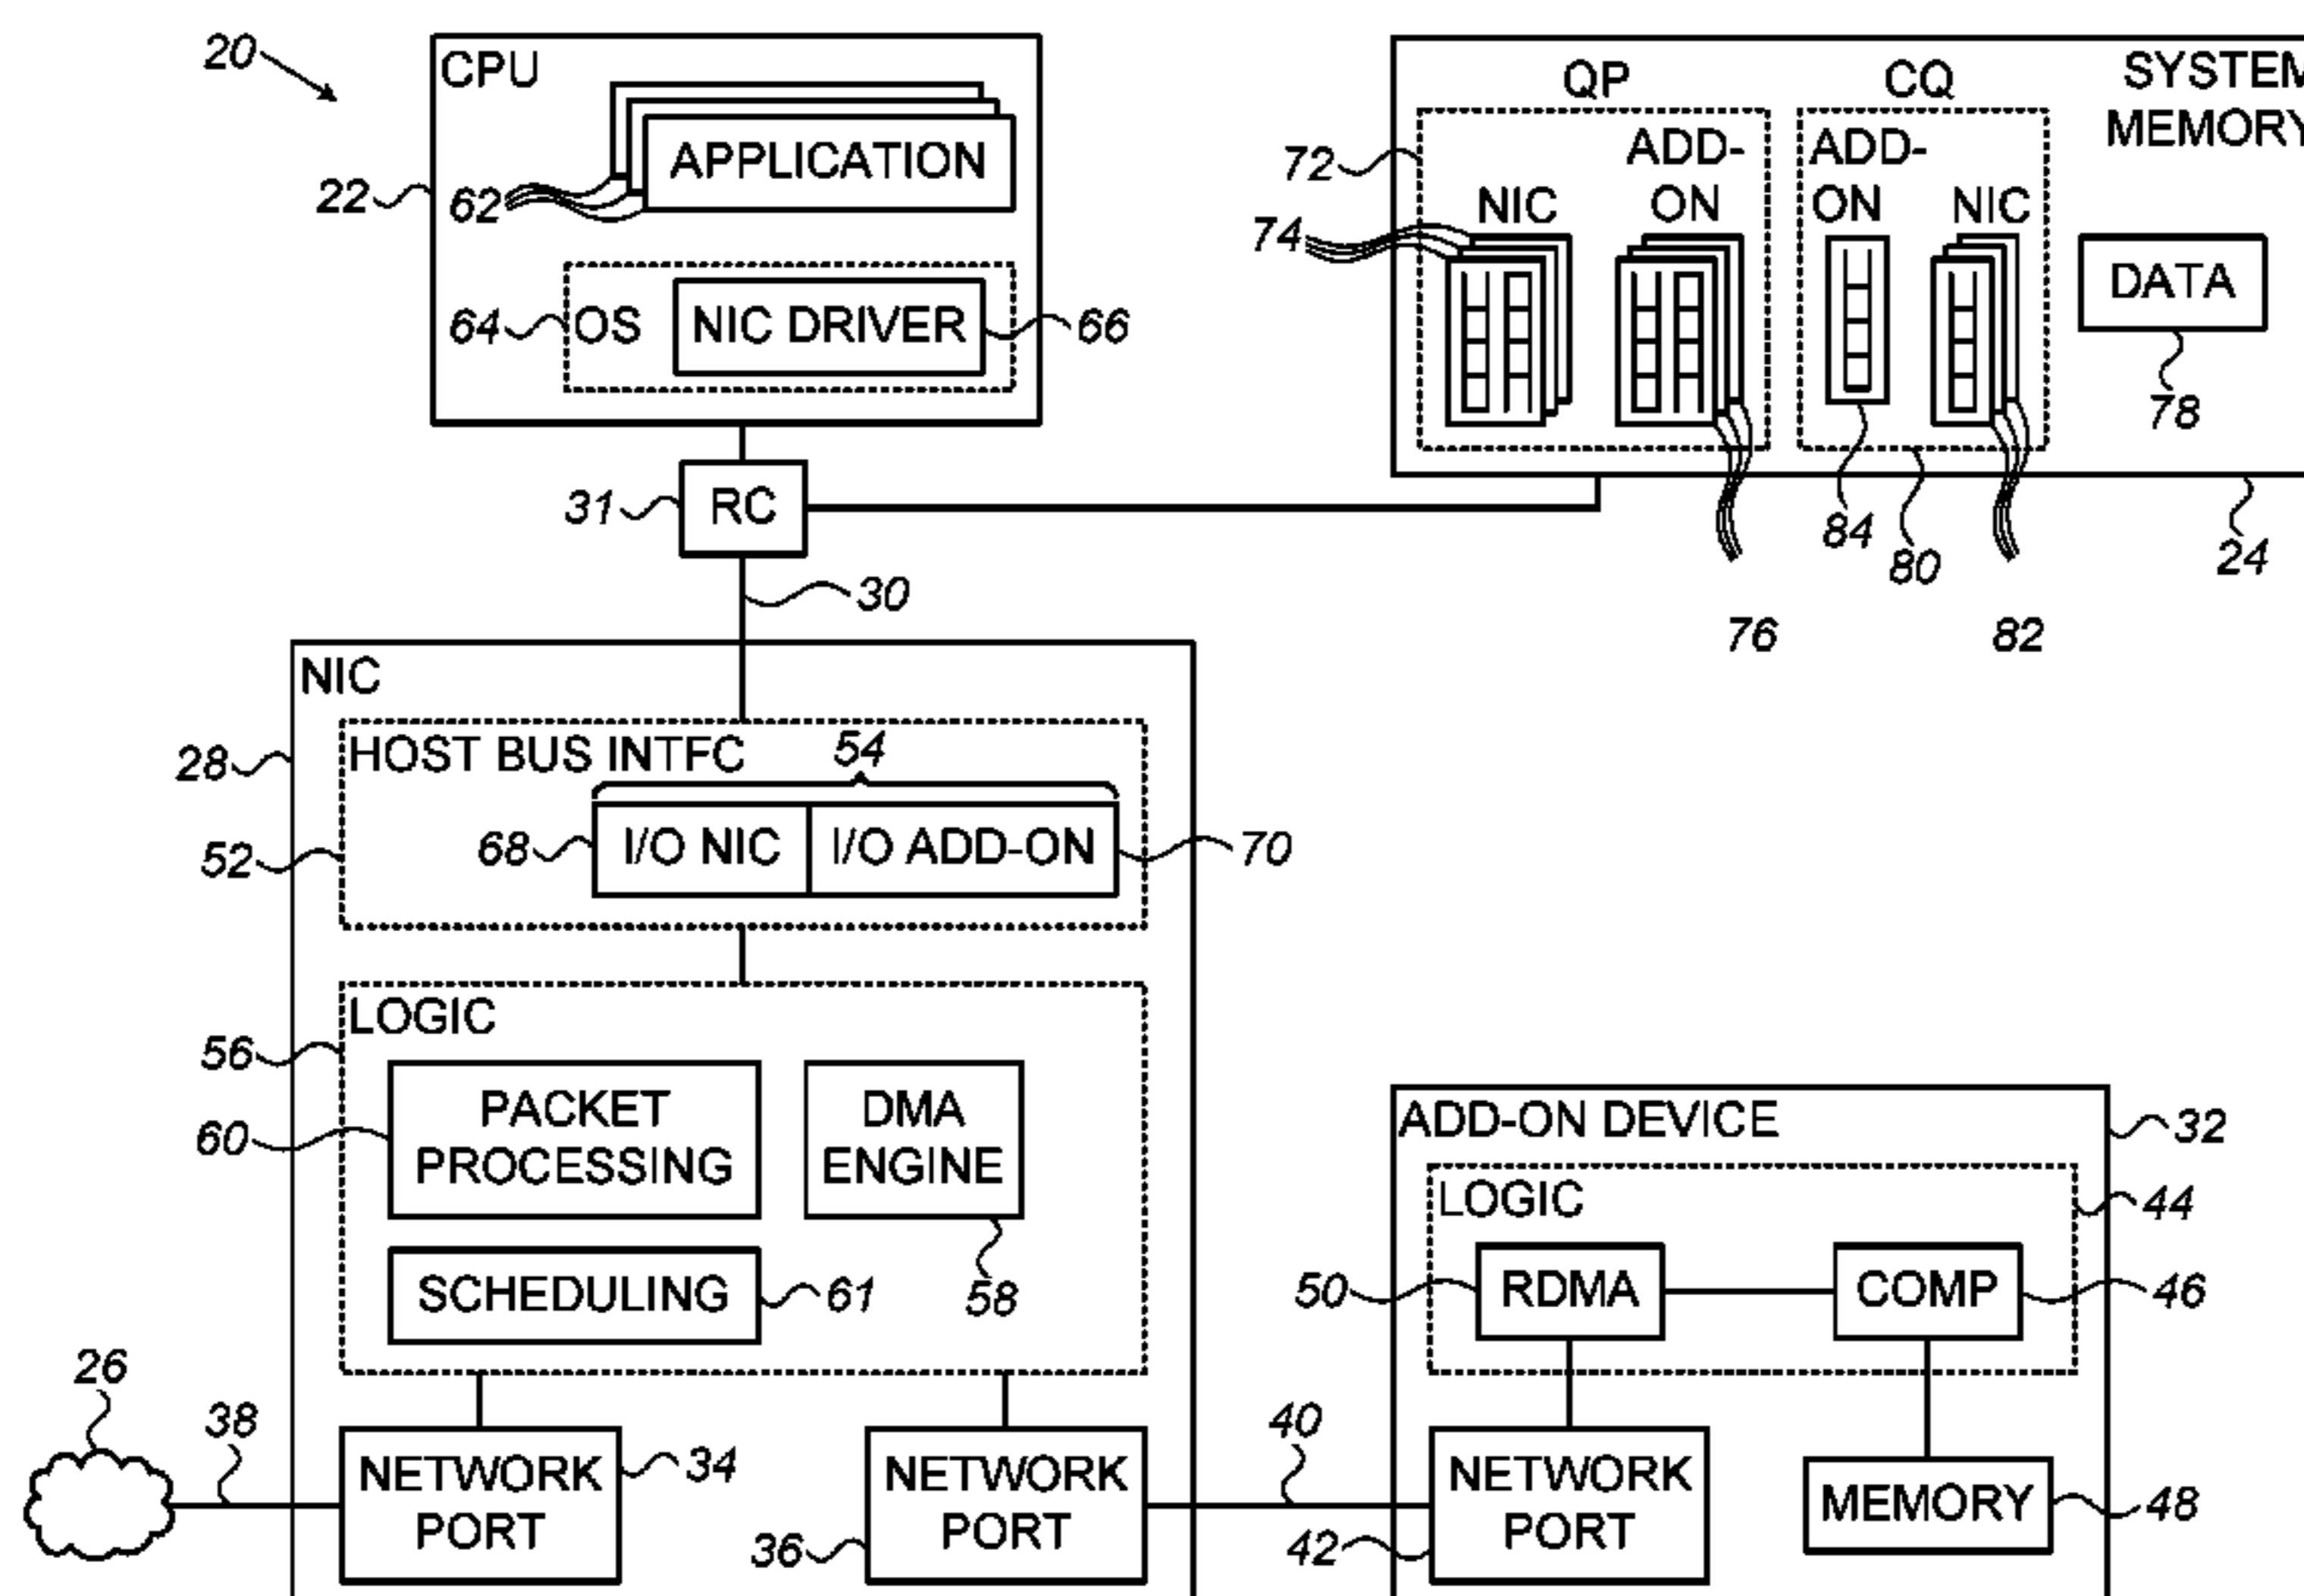 20
CPU
APPLICATION
22
62
64
OS
NIC DRIVER
66
QP
CQ
SYSTEM
MEMORY
72
ADD-
ON
NIC
74
ADD-
ON
NIC
DATA
78
84
80
24
76
82
31
RC
30
NIC
28
HOST BUS INTFC
54
52
68
I/O NIC
I/O ADD-ON
70
LOGIC
56
PACKET
PROCESSING
60
DMA
ENGINE
58
SCHEDULING
61
26
38
NETWORK
PORT
34
NETWORK
PORT
36
40
ADD-ON DEVICE
32
LOGIC
44
50
RDMA
COMP
46
NETWORK
PORT
42
MEMORY
48